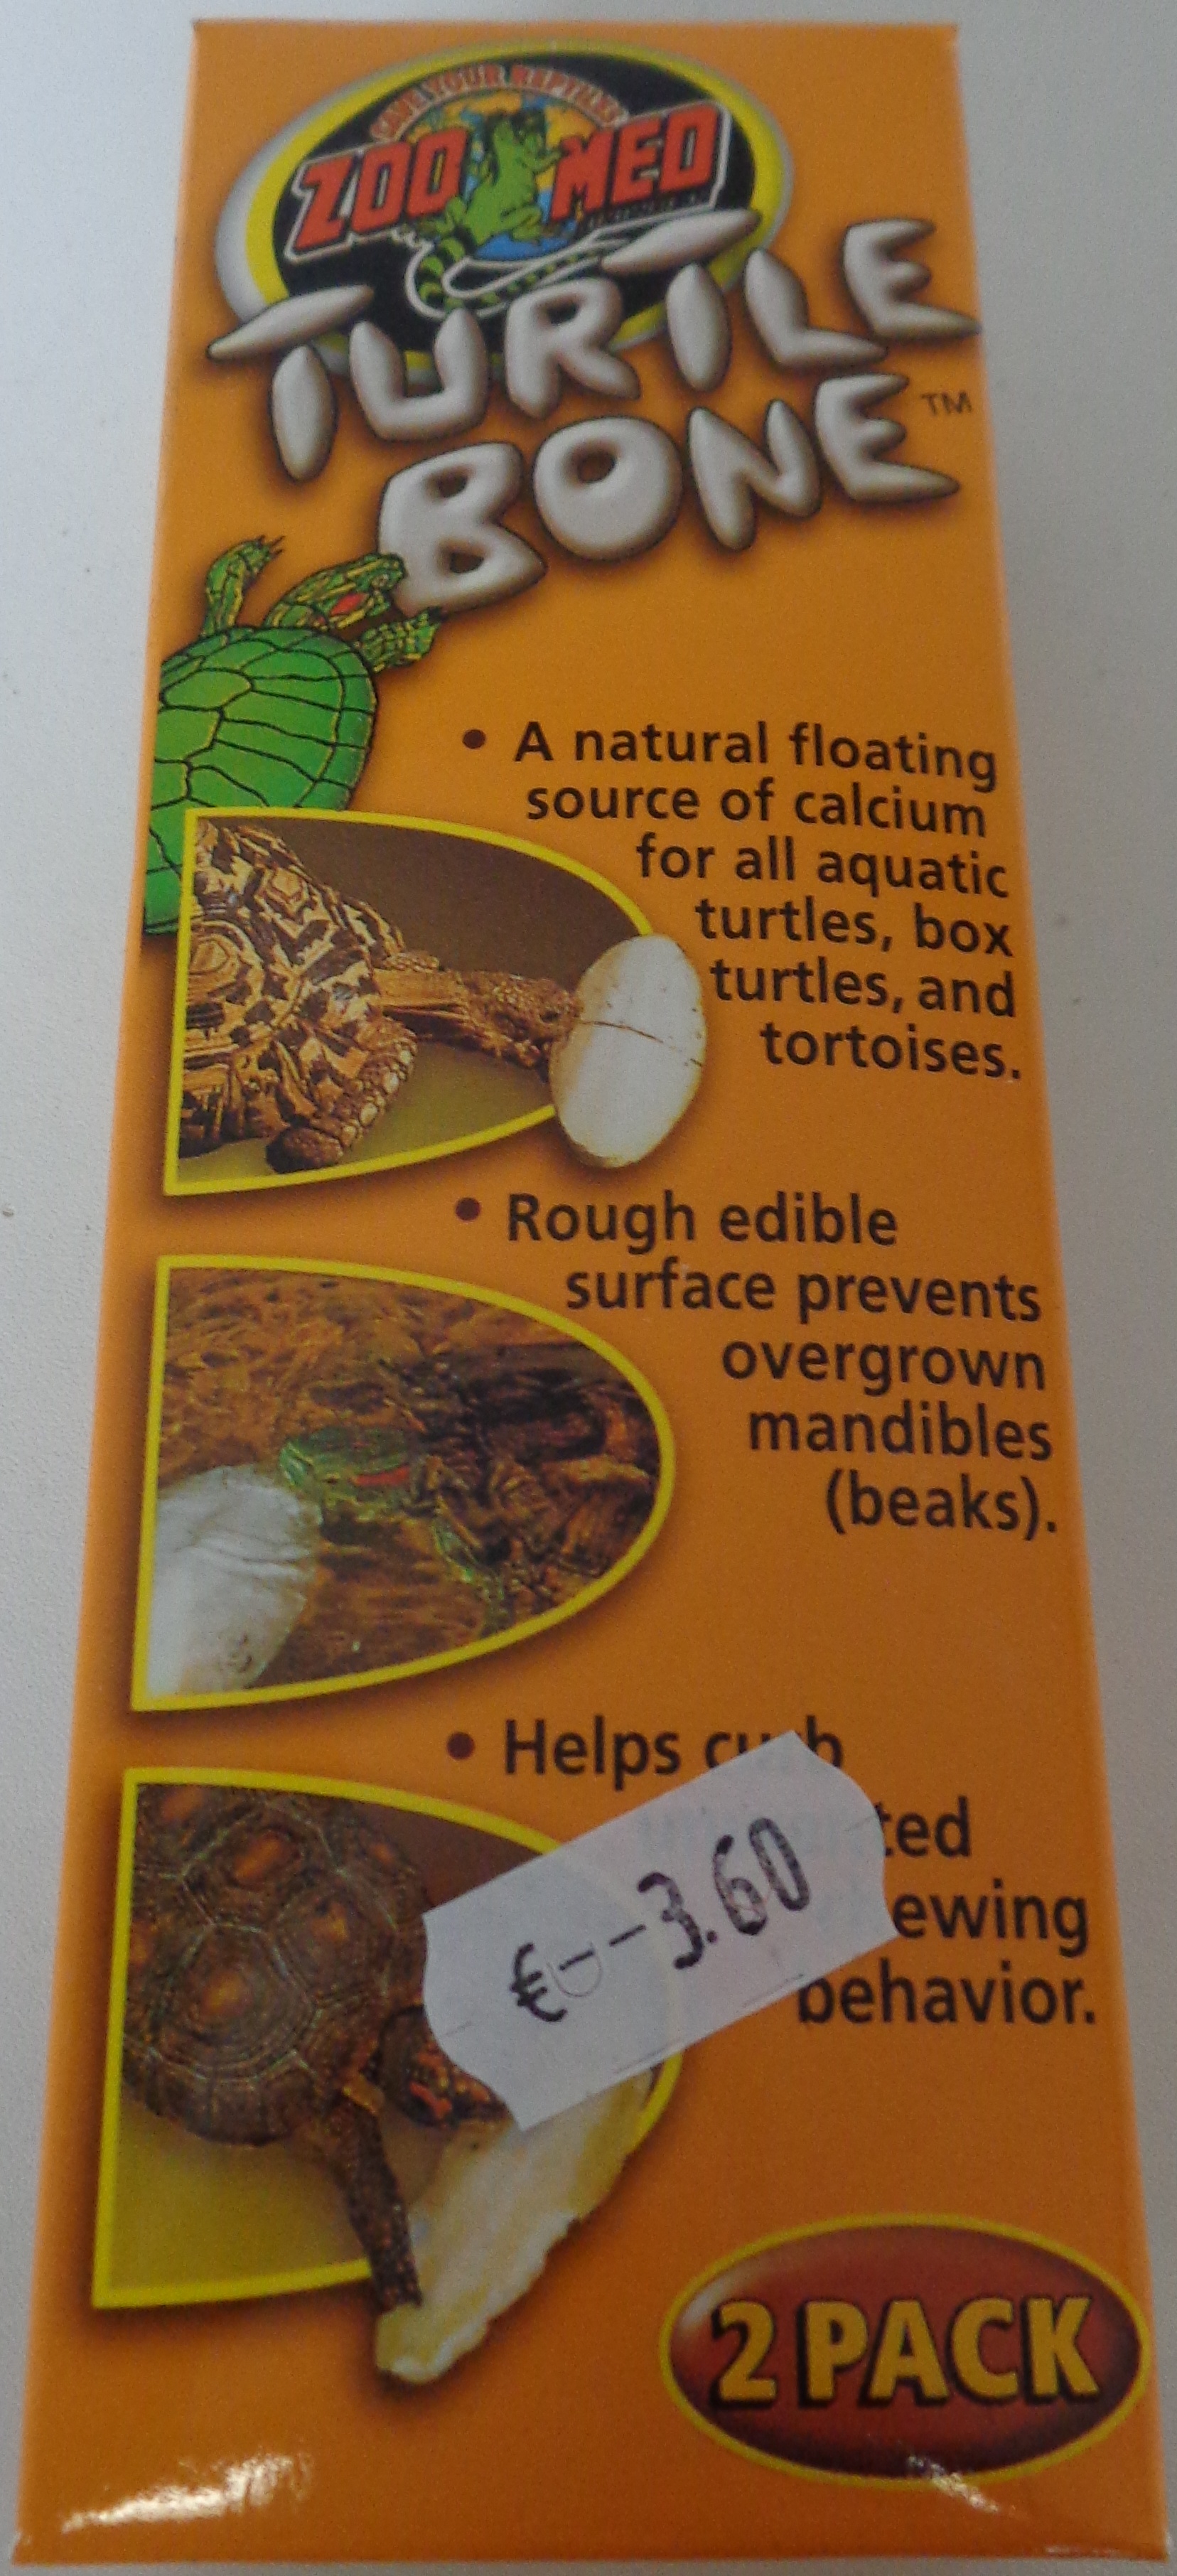 ZOO MED
TURTLE
BONE™
• A natural floating
source of calcium
for all aquatic
turtles, box
turtles, and
tortoises.
• Rough edible
surface prevents
overgrown
mandibles
(beaks).
• Helps curb
ted
ewing
behavior.
€--3.60
2 PACK